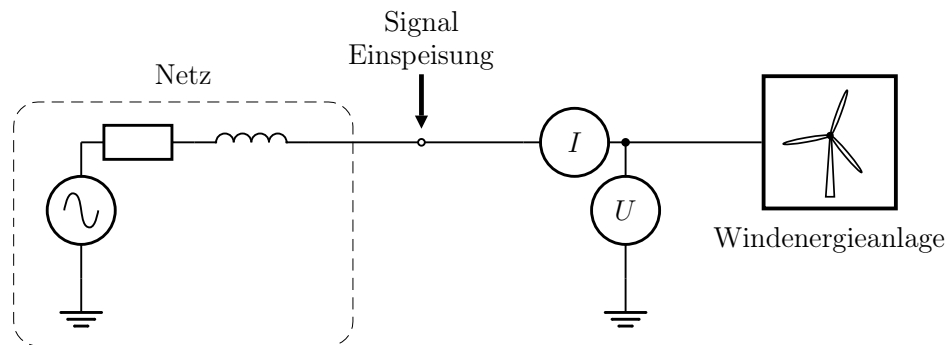 Signal
Einspeisung
Netz
I
U
Windenergieanlage